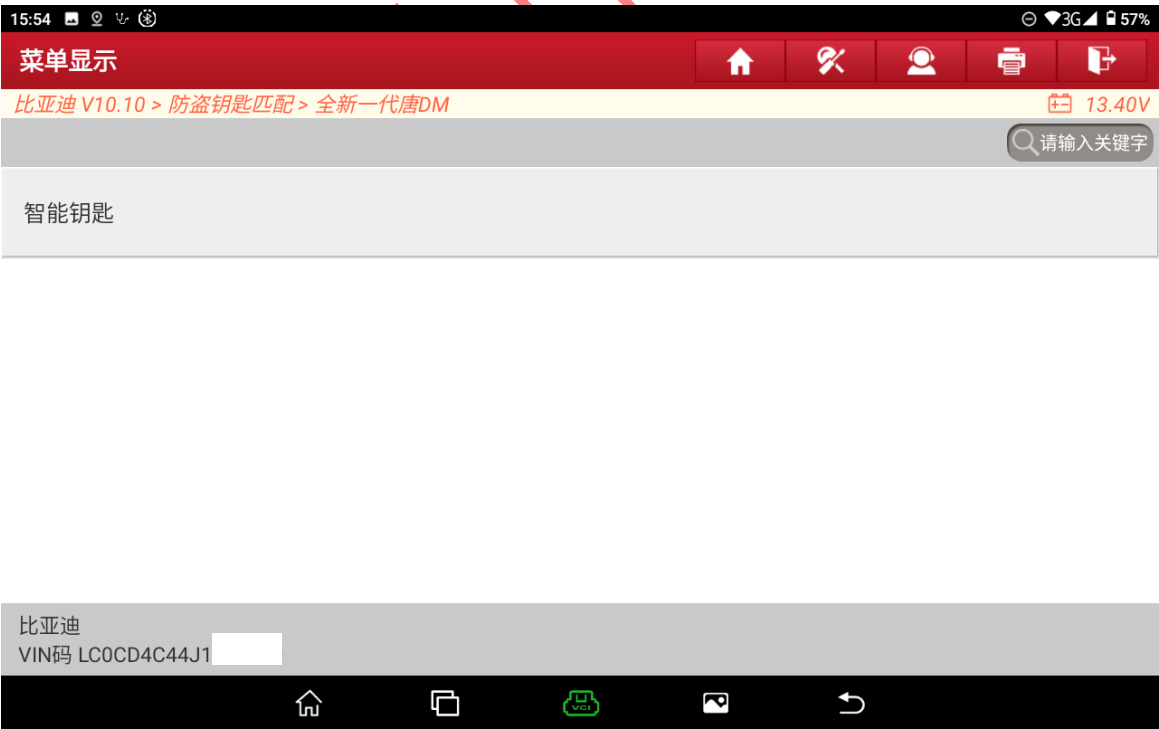 15:54 3G 57%
菜单显示
比亚迪 V10.10 > 防盗钥匙匹配 > 全新一代唐DM 13.40V
请输入关键字
智能钥匙
比亚迪
VIN码 LC0CD4C44J1
VCI